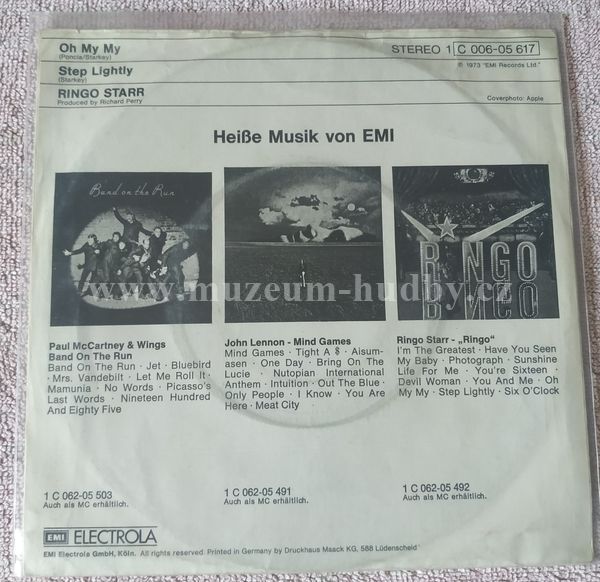 Oh My My
(Poncia/Starkey)
STEREO 1 C 006-05 617
Step Lightly
(Starkey)
℗ 1973 "EMI Records Ltd."
RINGO STARR
Produced by Richard Perry
Coverphoto: Apple
Heiße Musik von EMI
Band on the Run
RINGO
www.muzeum-hudby.cz
Paul McCartney & Wings
Band On The Run
Band On The Run · Jet · Bluebird
· Mrs. Vandebilt · Let Me Roll It ·
Mamunia · No Words · Picasso's
Last Words · Nineteen Hundred
And Eighty Five
John Lennon - Mind Games
Mind Games · Tight A $ · Aisum-
asen · One Day · Bring On The
Lucie · Nutopian International
Anthem · Intuition · Out The Blue ·
Only People · I Know · You Are
Here · Meat City
Ringo Starr - „Ringo"
I'm The Greatest · Have You Seen
My Baby · Photograph · Sunshine
Life For Me · You're Sixteen ·
Devil Woman · You And Me · Oh
My My · Step Lightly · Six O'Clock
1 C 062-05 503
Auch als MC erhältlich.
1 C 062-05 491
Auch als MC erhältlich.
1 C 062-05 492
Auch als MC erhältlich.
EMI ELECTROLA
EMI Electrola GmbH, Köln. All rights reserved. Printed in Germany by Druckhaus Maack KG, 588 Lüdenscheid